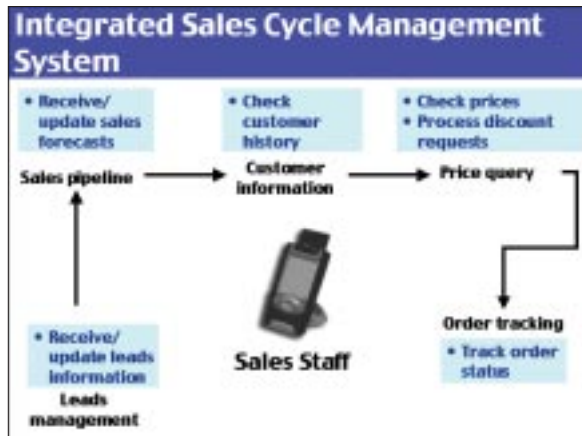 Integrated Sales Cycle Management
System
• Receive/
update sales
forecasts
Sales pipeline
• Check
customer
history
Customer
information
• Check prices
• Process discount
requests
Price query
Order tracking
• Track order
status
Sales Staff
• Receive/
update leads
information
Leads
management